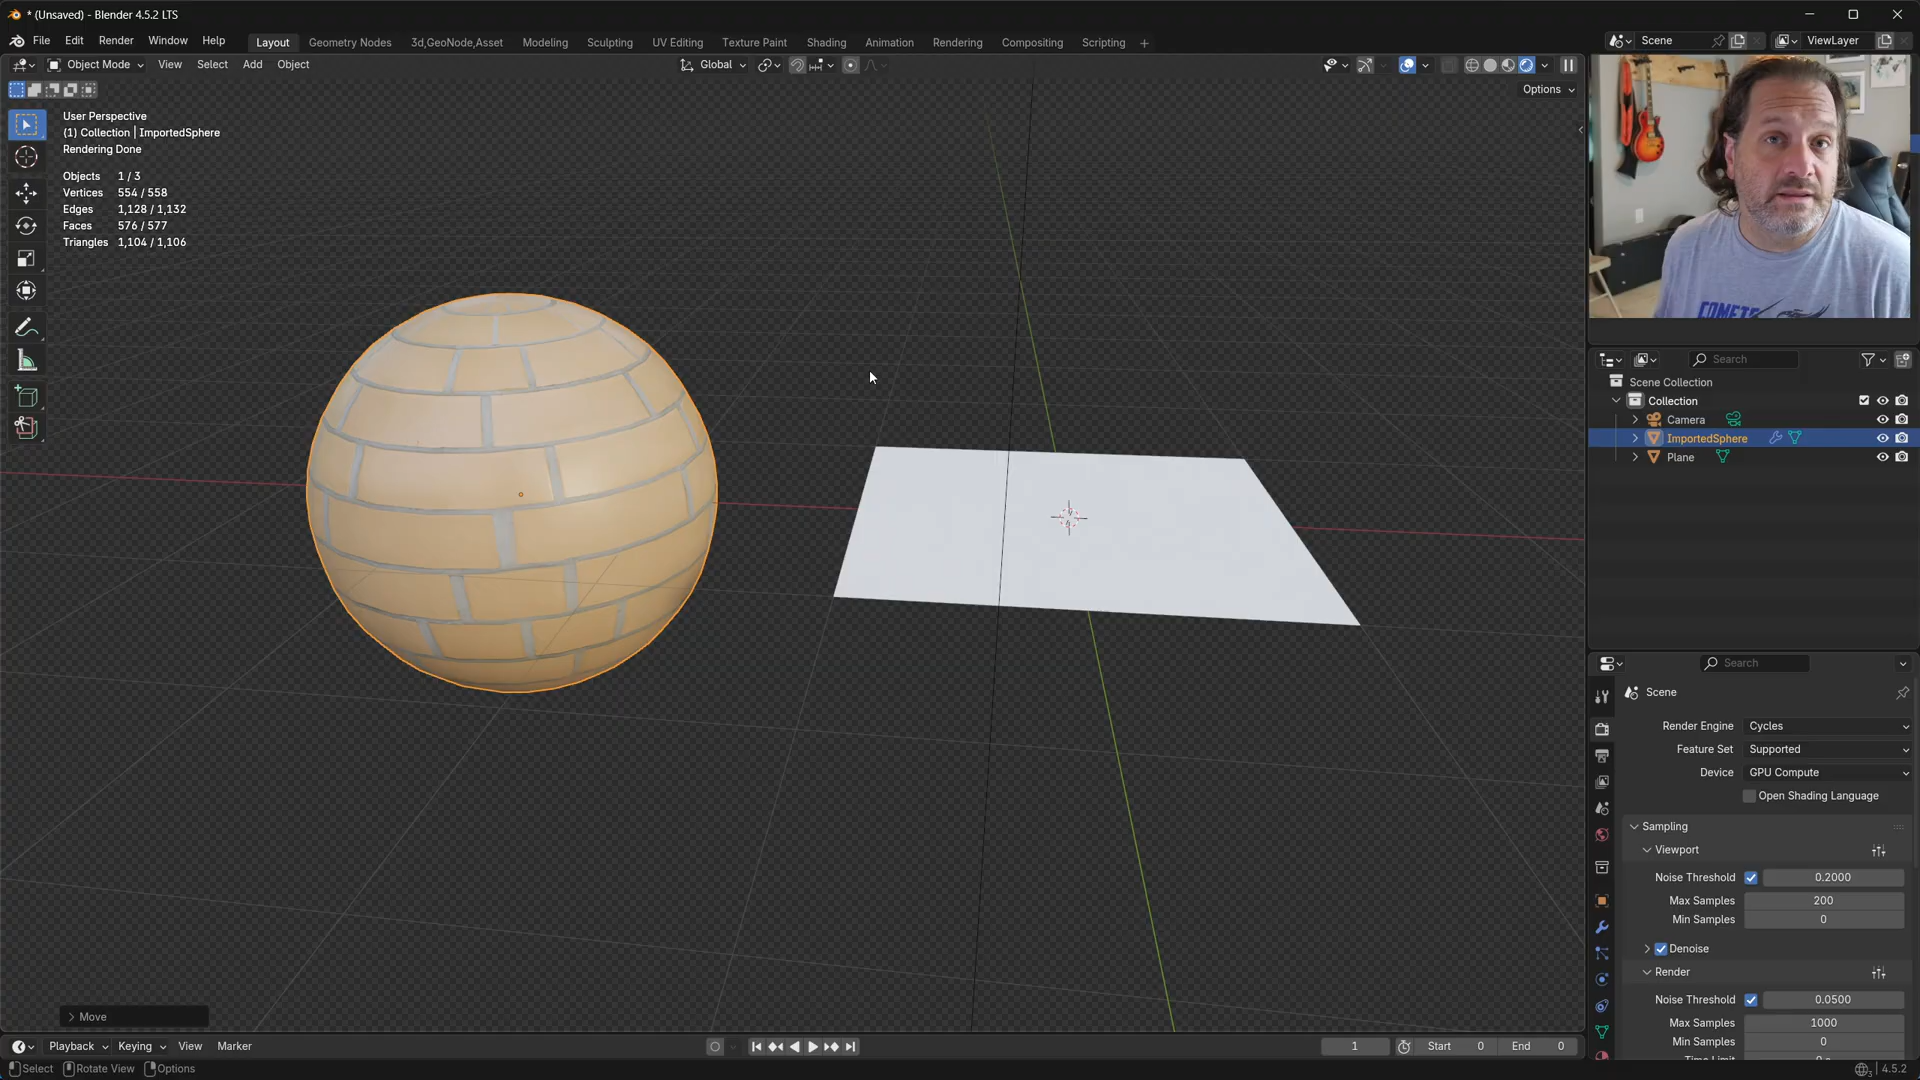 * (Unsaved) - Blender 4.5.2 LTS
File Edit Render Window Help
Layout Geometry Nodes 3d,GeoNode,Asset Modeling Sculpting UV Editing Texture Paint Shading Animation Rendering Compositing Scripting
Scene ViewLayer
Object Mode View Select Add Object Global
Options
User Perspective
(1) Collection | ImportedSphere
Rendering Done
Objects 1 / 3
Vertices 554 / 558
Edges 1,128 / 1,132
Faces 576 / 577
Triangles 1,104 / 1,106
Search
Scene Collection
Collection
Camera
ImportedSphere
Plane
Search
Scene
Render Engine Cycles
Feature Set Supported
Device GPU Compute
Open Shading Language
Sampling
Viewport
Noise Threshold 0.2000
Max Samples 200
Min Samples 0
Denoise
Render
Noise Threshold 0.0500
Max Samples 1000
Min Samples 0
Move
Playback Keying View Marker 1 Start 0 End 0
Select Rotate View Options 4.5.2